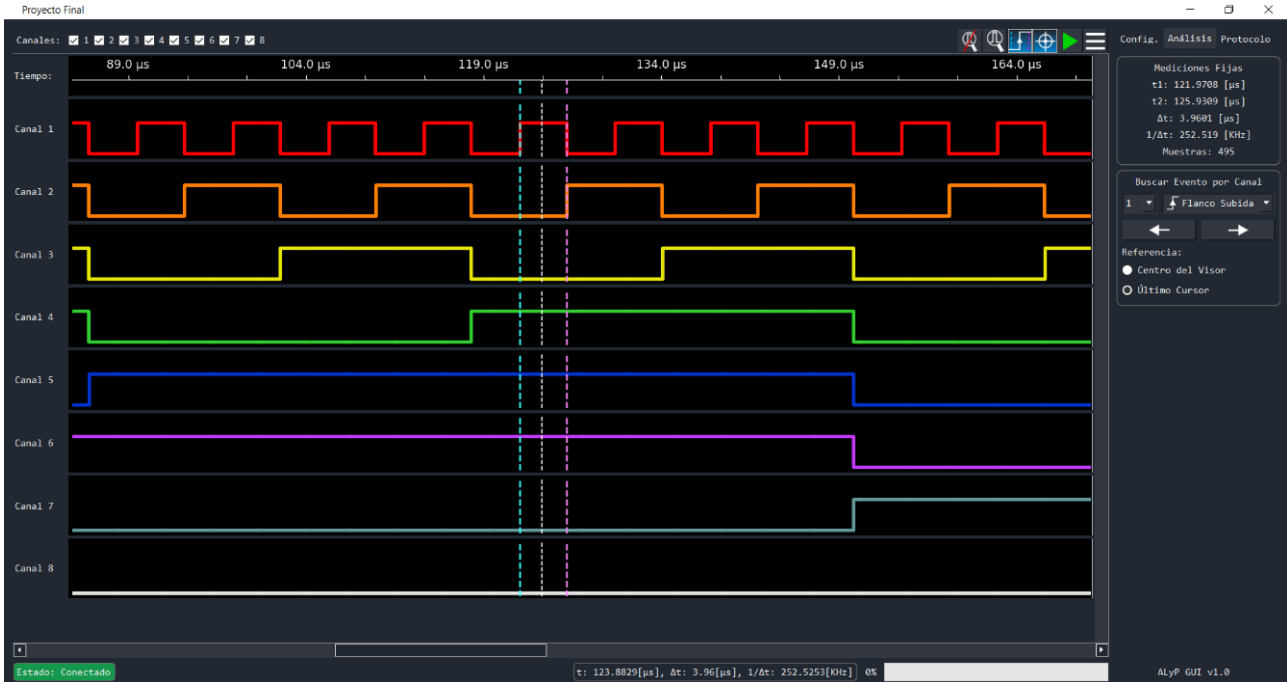 Proyecto Final
Canales: 1 2 3 4 5 6 7 8
Config. Análisis Protocolo
Tiempo: 89.0 µs 104.0 µs 119.0 µs 134.0 µs 149.0 µs 164.0 µs
Mediciones Fijas
t1: 121.9708 [µs]
t2: 125.9309 [µs]
Δt: 3.9601 [µs]
1/Δt: 252.519 [KHz]
Muestras: 495
Buscar Evento por Canal
1 Flanco Subida
Referencia:
Centro del Visor
Último Cursor
Canal 1
Canal 2
Canal 3
Canal 4
Canal 5
Canal 6
Canal 7
Canal 8
Estado: Conectado
t: 123.8829[µs], Δt: 3.96[µs], 1/Δt: 252.5253[KHz] 0%
ALyP GUI v1.0